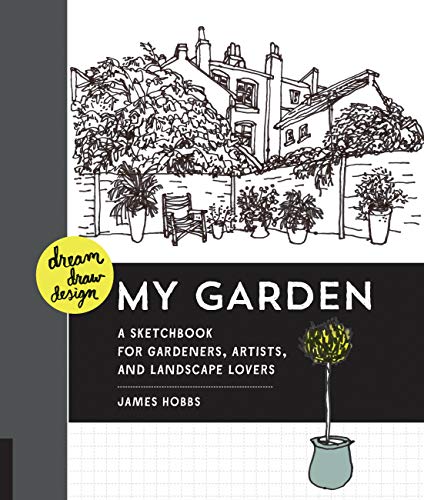 dream
draw
design
MY GARDEN
A SKETCHBOOK
FOR GARDENERS, ARTISTS,
AND LANDSCAPE LOVERS
JAMES HOBBS